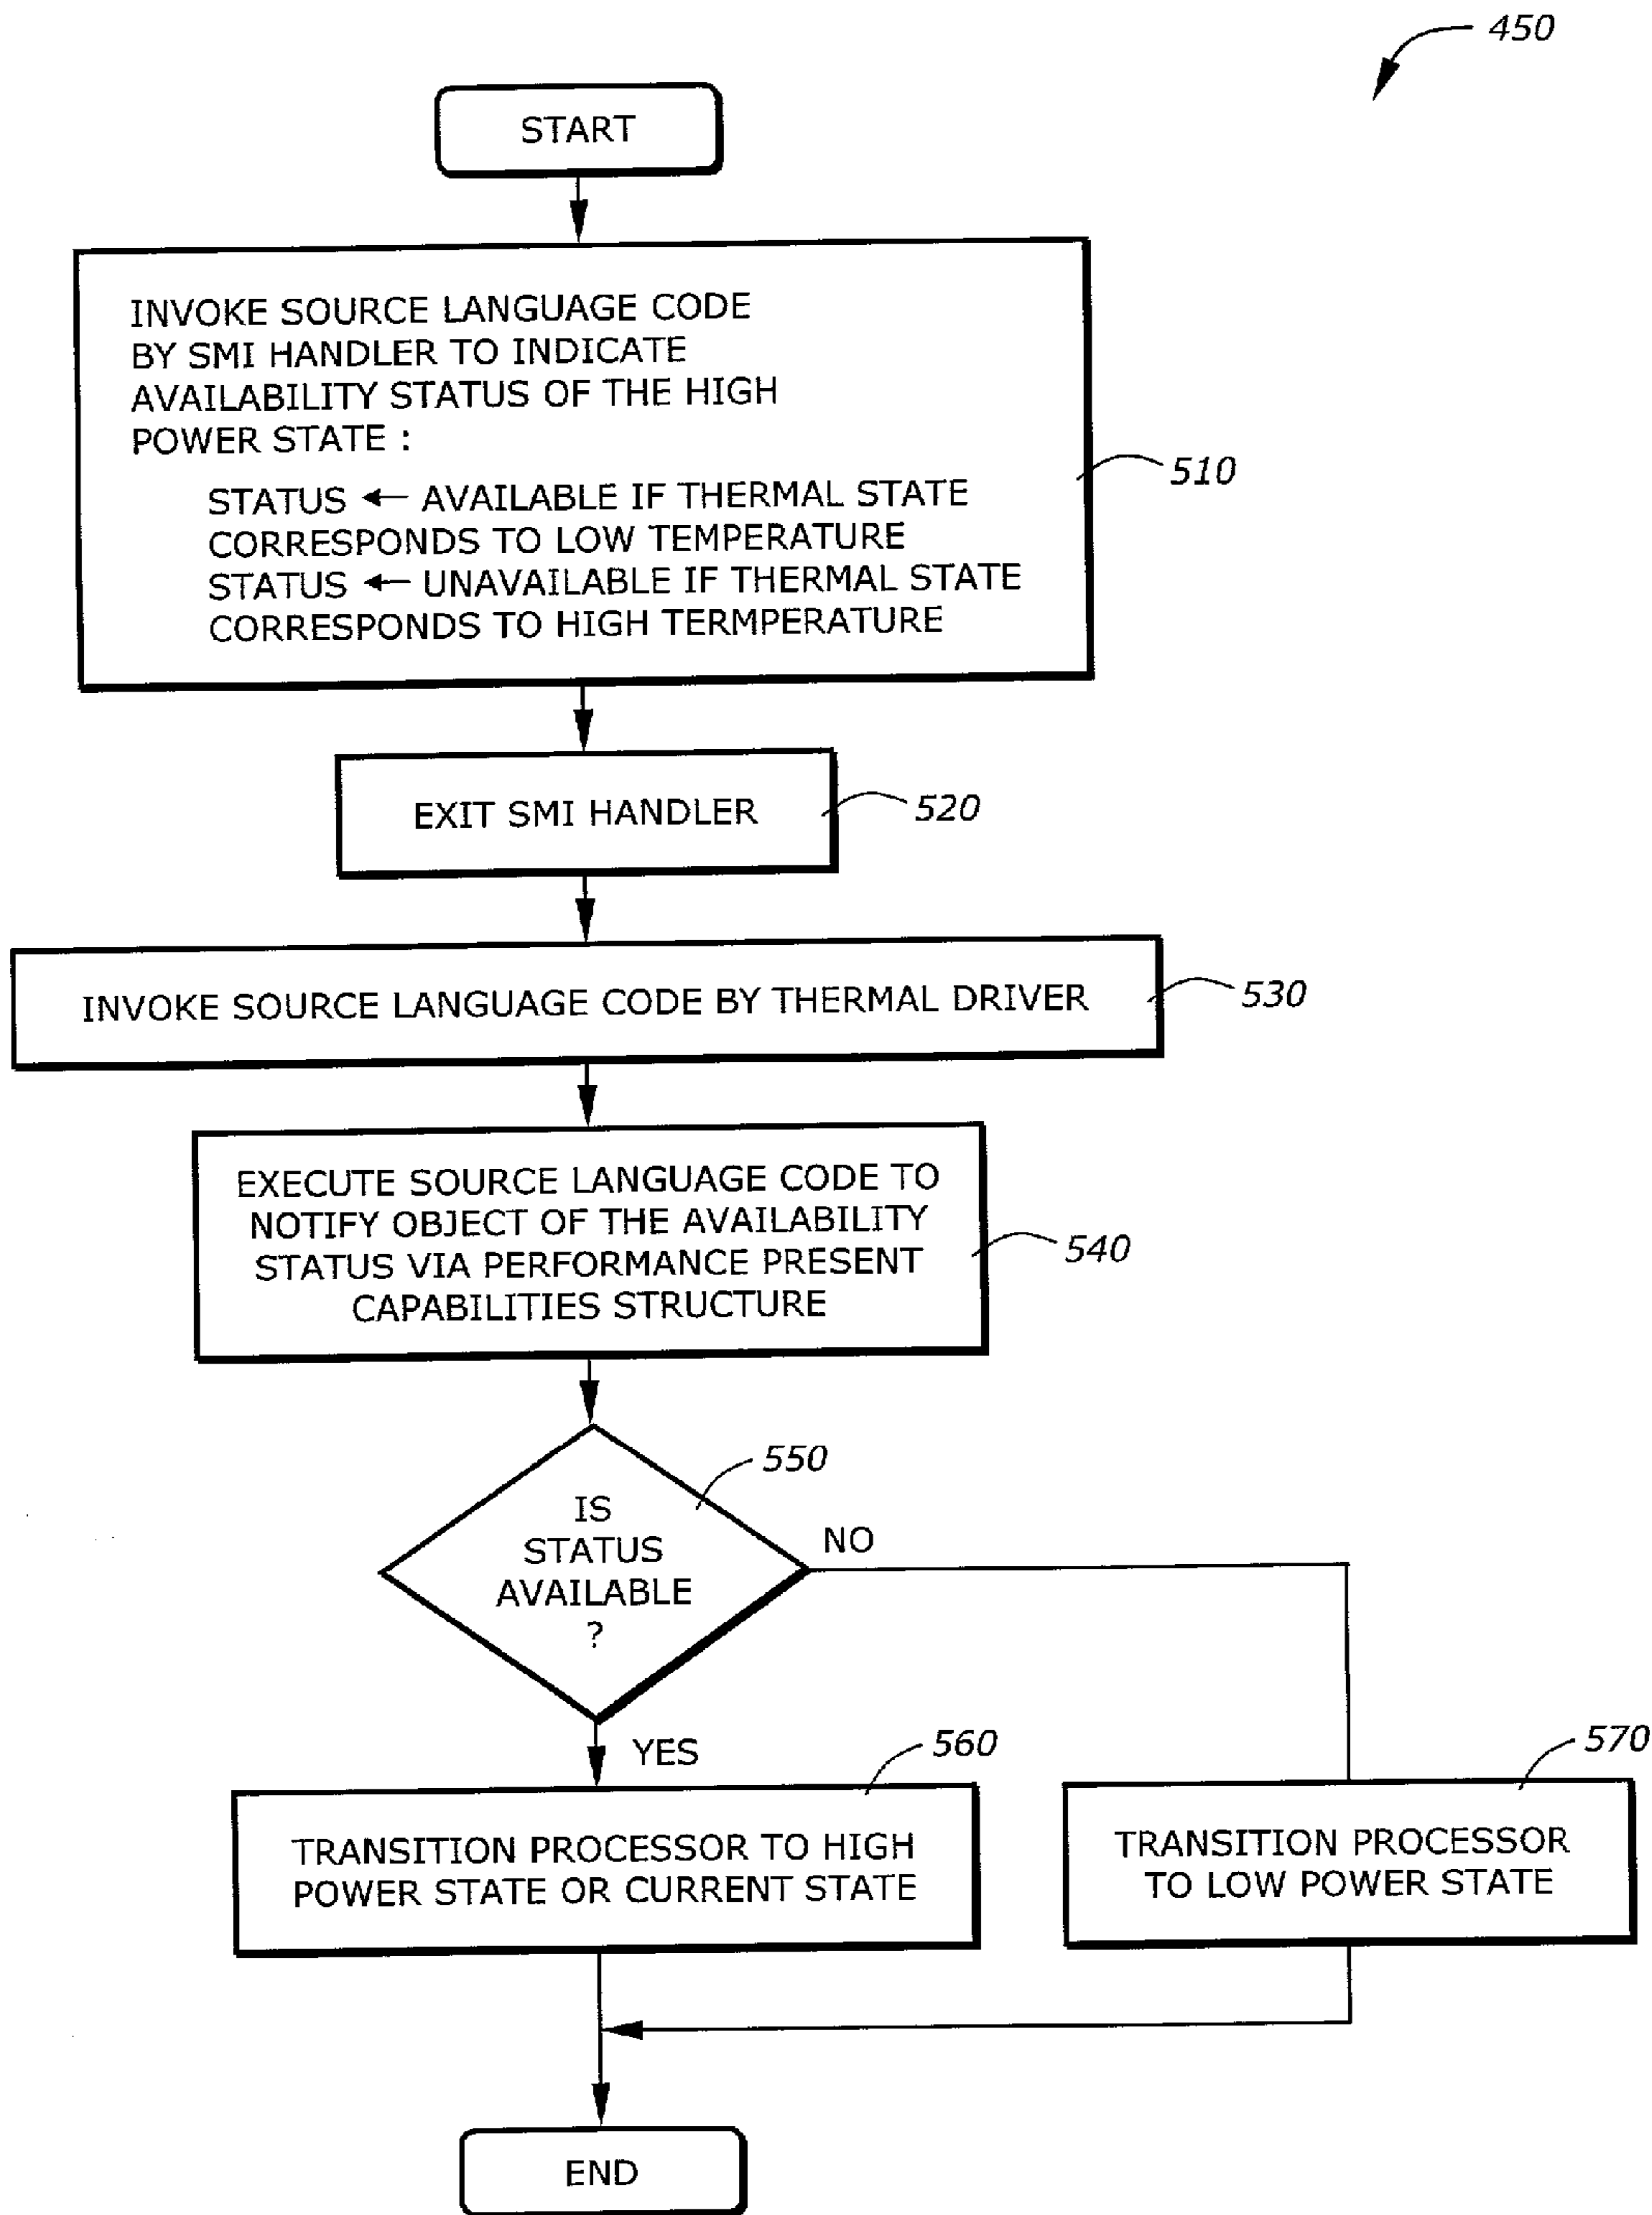 450
START
INVOKE SOURCE LANGUAGE CODE
BY SMI HANDLER TO INDICATE
AVAILABILITY STATUS OF THE HIGH
POWER STATE :
STATUS ← AVAILABLE IF THERMAL STATE
CORRESPONDS TO LOW TEMPERATURE
STATUS ← UNAVAILABLE IF THERMAL STATE
CORRESPONDS TO HIGH TERMPERATURE
510
EXIT SMI HANDLER
520
INVOKE SOURCE LANGUAGE CODE BY THERMAL DRIVER
530
EXECUTE SOURCE LANGUAGE CODE TO
NOTIFY OBJECT OF THE AVAILABILITY
STATUS VIA PERFORMANCE PRESENT
CAPABILITIES STRUCTURE
540
550
IS
STATUS
AVAILABLE
?
NO
YES
560
570
TRANSITION PROCESSOR TO HIGH
POWER STATE OR CURRENT STATE
TRANSITION PROCESSOR
TO LOW POWER STATE
END